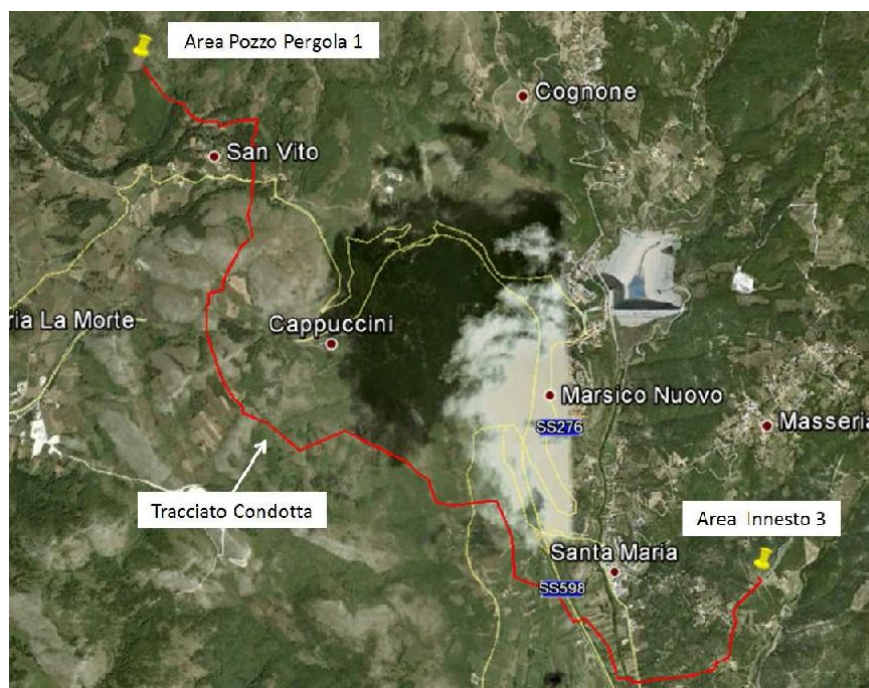 Area Pozzo Pergola 1
Cognone
San Vito
ria La Morte
Cappuccini
Marsico Nuovo
SS276
Masseria
Tracciato Condotta
Area Innesto 3
Santa Maria
SS598